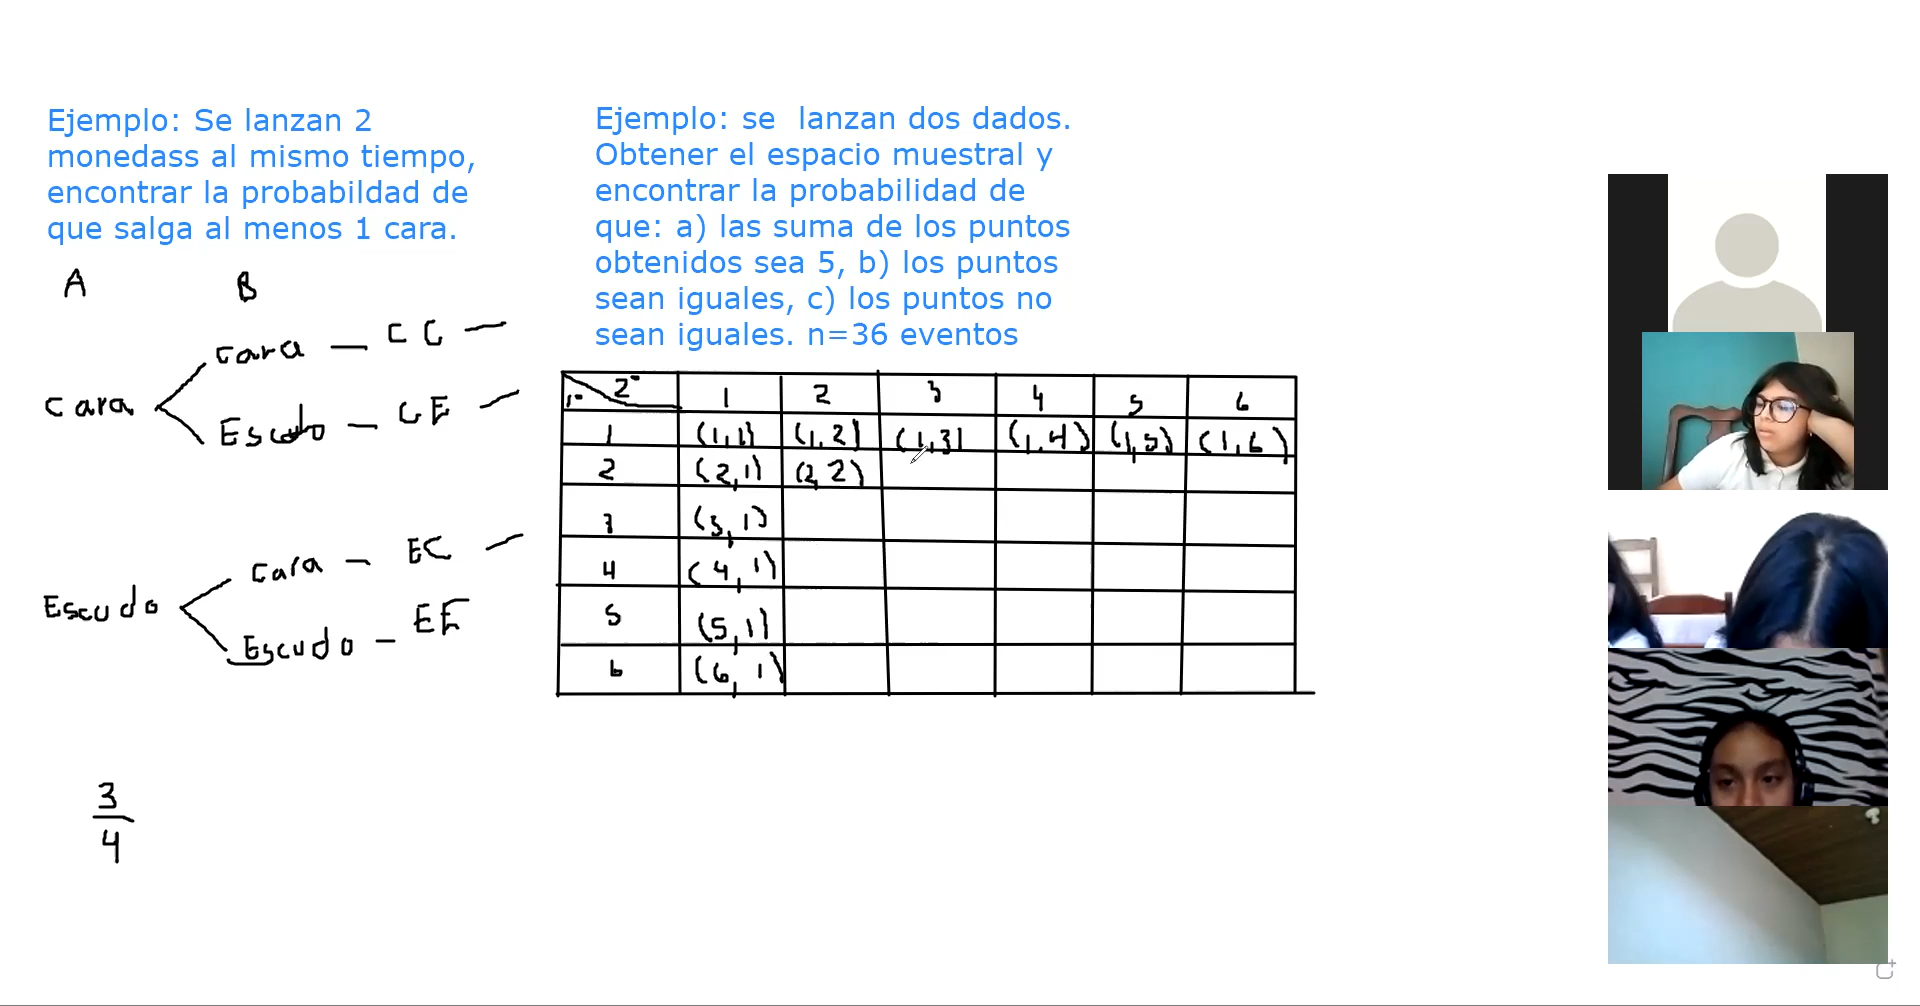 Ejemplo: Se lanzan 2
monedass al mismo tiempo,
encontrar la probabildad de
que salga al menos 1 cara.
A B
Cara — CC —
Cara
Escudo — CE —
Cara — EC —
Escudo
Escudo — EE
3
4
Ejemplo: se lanzan dos dados.
Obtener el espacio muestral y
encontrar la probabilidad de
que: a) las suma de los puntos
obtenidos sea 5, b) los puntos
sean iguales, c) los puntos no
sean iguales. n=36 eventos
1° 2° 1 2 3 4 5 6
1 (1,1) (1,2) (1,3) (1,4) (1,5) (1,6)
2 (2,1) (2,2)
3 (3,1)
4 (4,1)
5 (5,1)
6 (6,1)